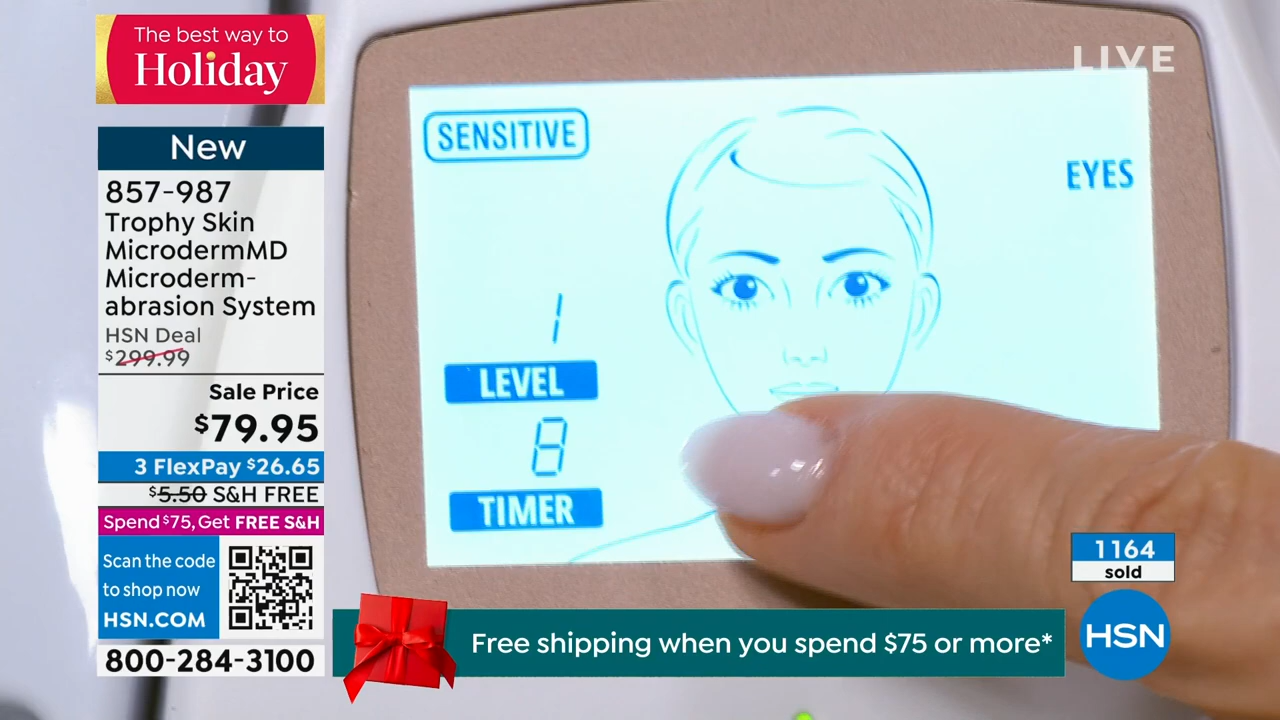 The best way to
Holiday
New
857-987
Trophy Skin
MicrodermMD
Microderm-
abrasion System
HSN Deal
$299.99
Sale Price
$79.95
3 FlexPay $26.65
$5.50 S&H FREE
Spend $75, Get FREE S&H
Scan the code
to shop now
HSN.COM
800-284-3100
LIVE
SENSITIVE
EYES
1
LEVEL
8
TIMER
1164
sold
HSN
Free shipping when you spend $75 or more*